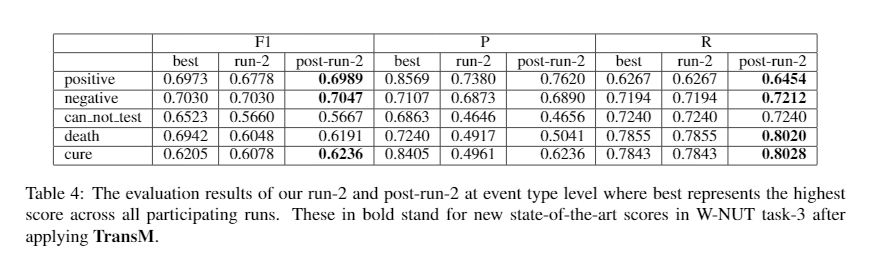 F1 P R
best run-2 post-run-2 best run-2 post-run-2 best run-2 post-run-2
positive 0.6973 0.6778 0.6989 0.8569 0.7380 0.7620 0.6267 0.6267 0.6454
negative 0.7030 0.7030 0.7047 0.7107 0.6873 0.6890 0.7194 0.7194 0.7212
can_not_test 0.6523 0.5660 0.5667 0.6863 0.4646 0.4656 0.7240 0.7240 0.7240
death 0.6942 0.6048 0.6191 0.7240 0.4917 0.5041 0.7855 0.7855 0.8020
cure 0.6205 0.6078 0.6236 0.8405 0.4961 0.6236 0.7843 0.7843 0.8028
Table 4: The evaluation results of our run-2 and post-run-2 at event type level where best represents the highest
score across all participating runs. These in bold stand for new state-of-the-art scores in W-NUT task-3 after
applying TransM.